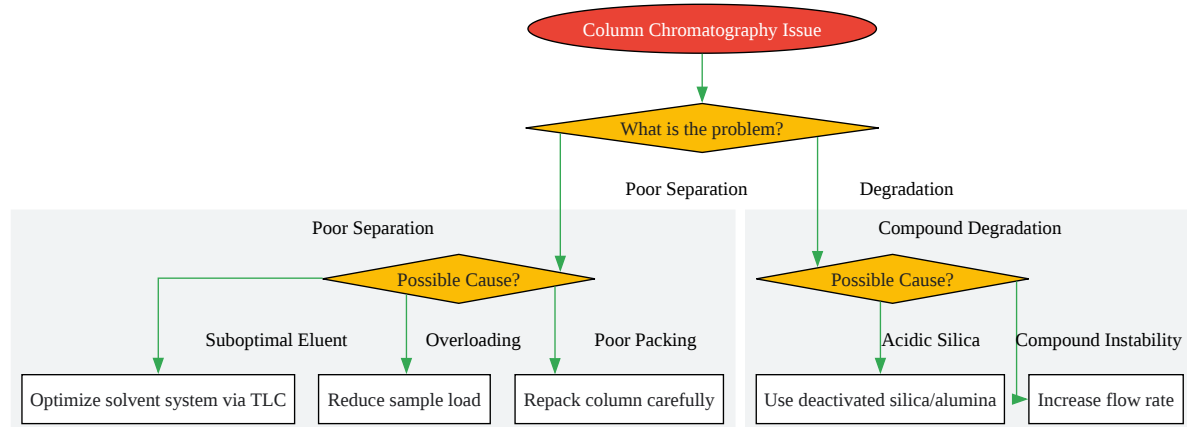 Column Chromatography Issue
What is the problem?
Poor Separation
Degradation
Poor Separation
Compound Degradation
Possible Cause?
Possible Cause?
Suboptimal Eluent
Overloading
Poor Packing
Acidic Silica
Compound Instability
Optimize solvent system via TLC
Reduce sample load
Repack column carefully
Use deactivated silica/alumina
Increase flow rate